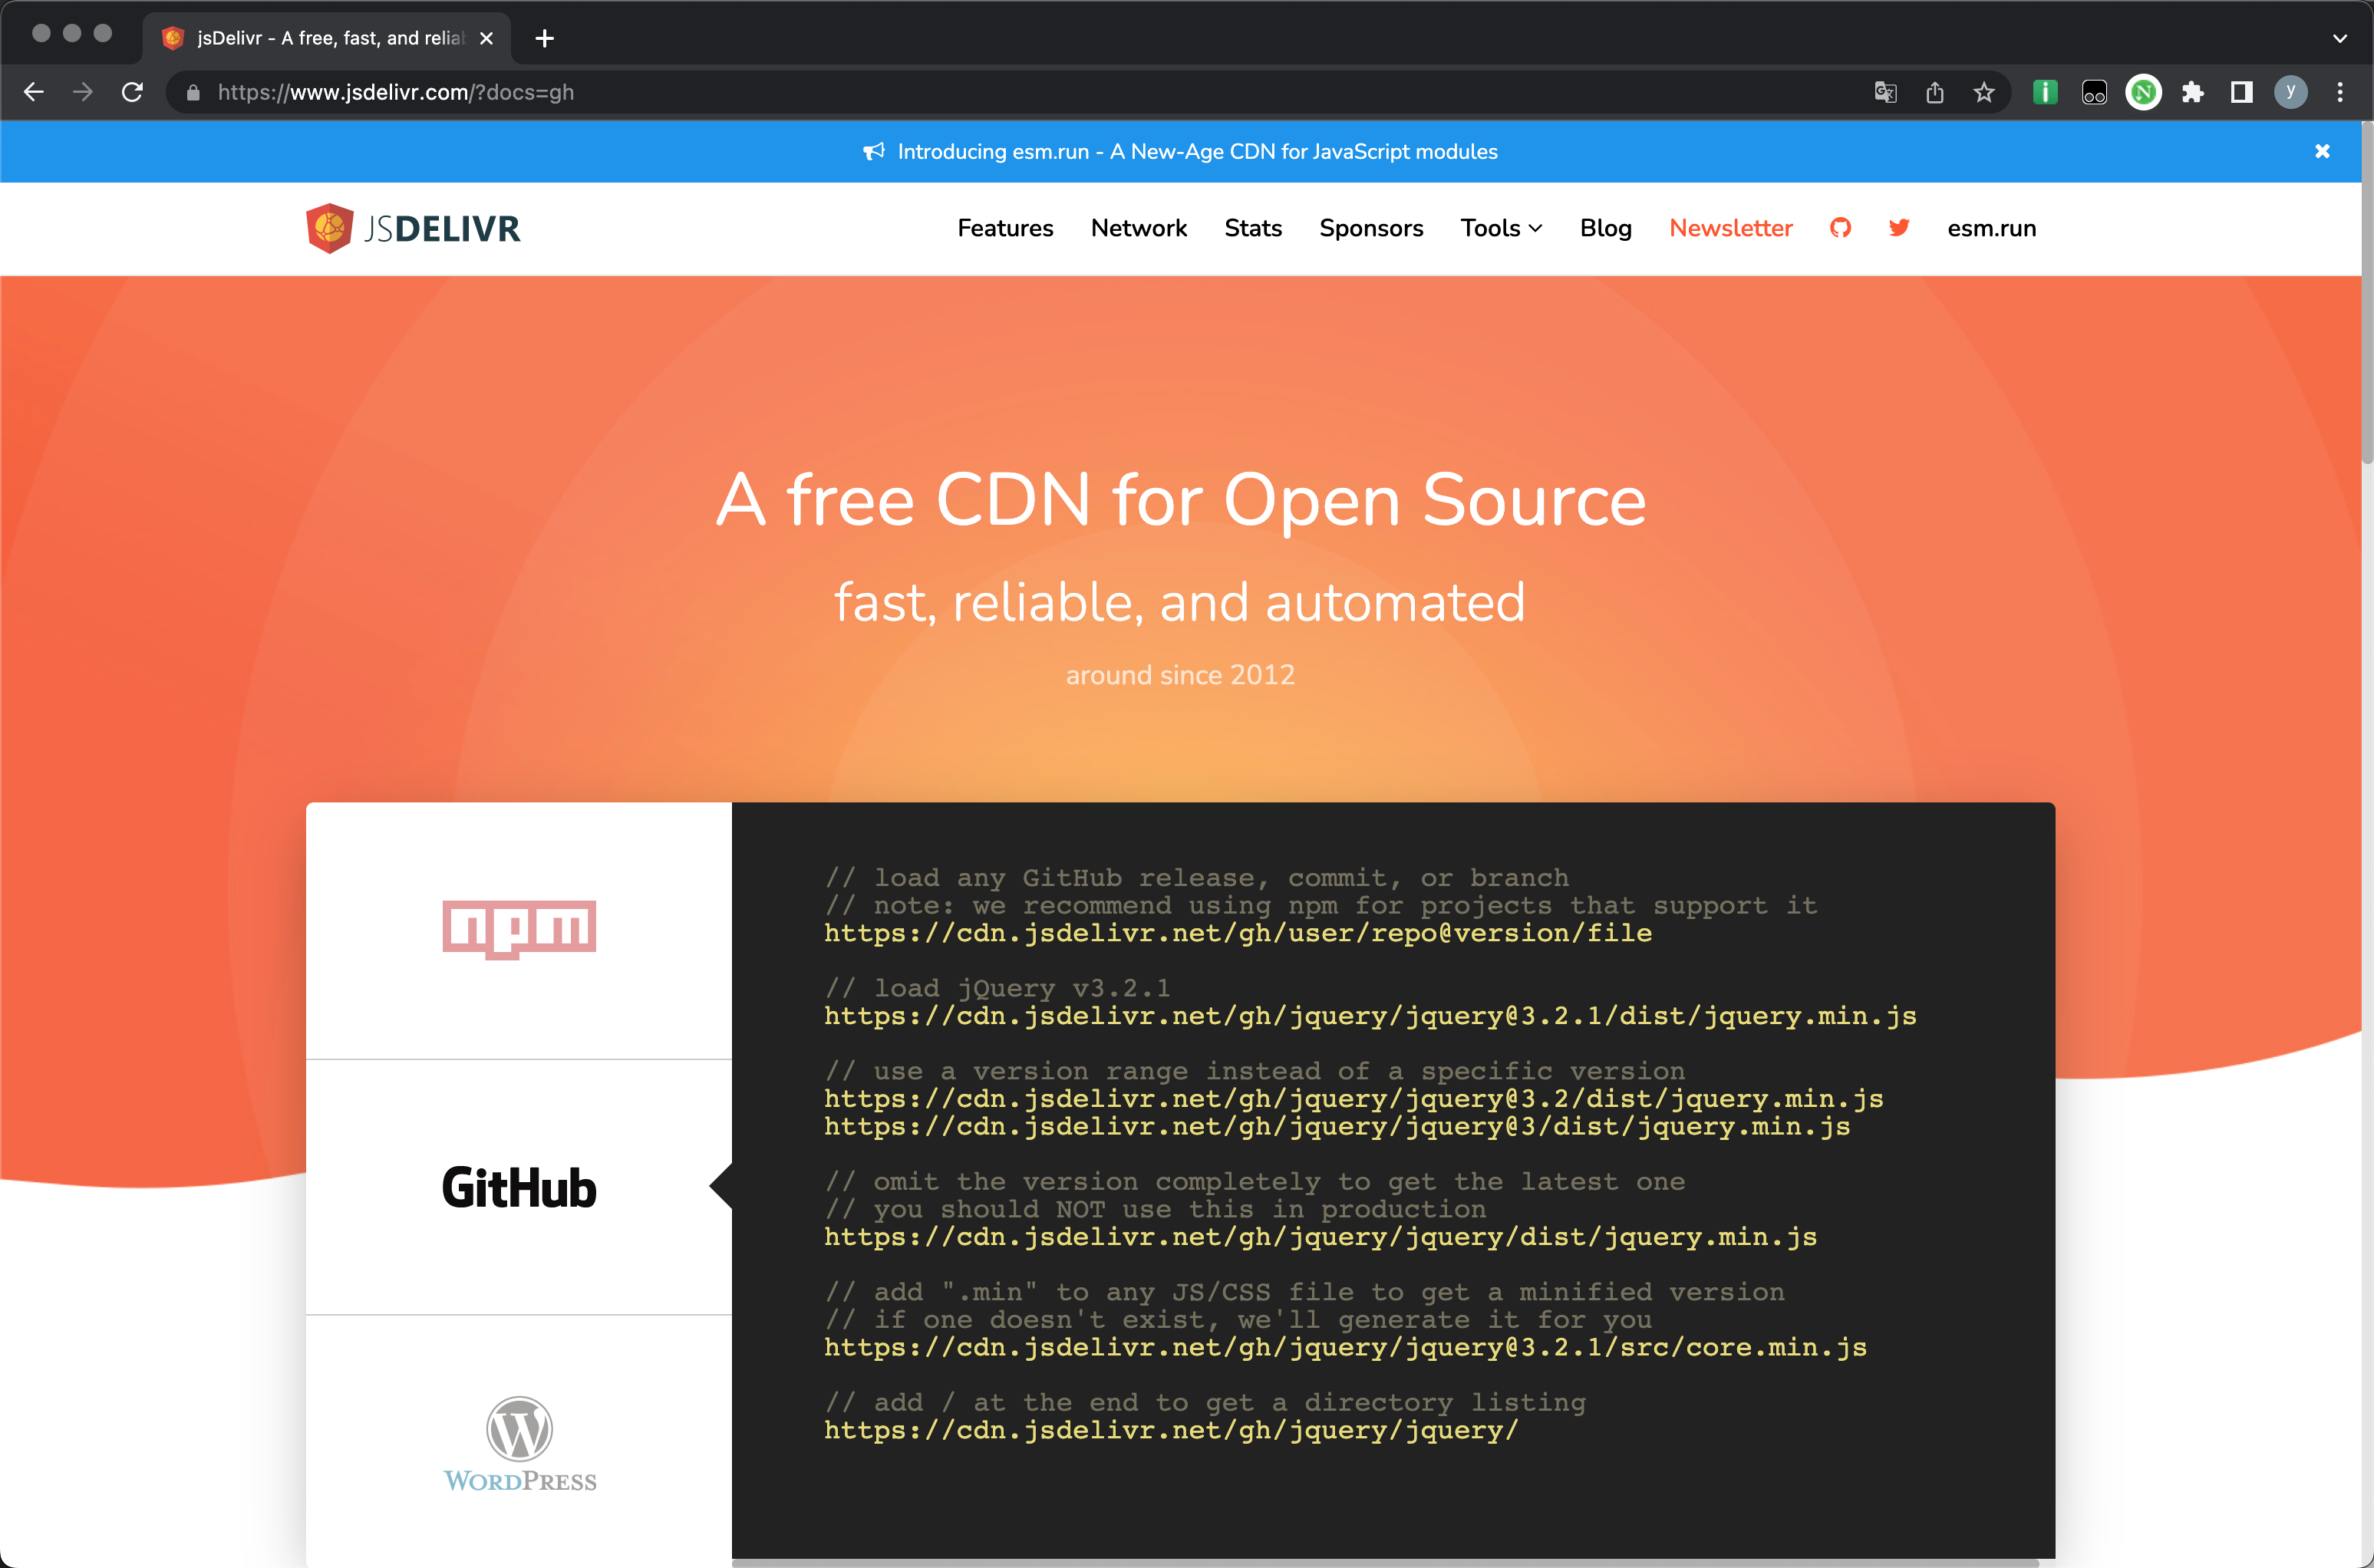 jsDelivr - A free, fast, and relia
https://www.jsdelivr.com/?docs=gh
y
Introducing esm.run - A New-Age CDN for JavaScript modules
JSDELIVR
Features Network Stats Sponsors Tools Blog Newsletter esm.run
A free CDN for Open Source
fast, reliable, and automated
around since 2012
npm
GitHub
WORDPRESS
// load any GitHub release, commit, or branch
// note: we recommend using npm for projects that support it
https://cdn.jsdelivr.net/gh/user/repo@version/file
// load jQuery v3.2.1
https://cdn.jsdelivr.net/gh/jquery/jquery@3.2.1/dist/jquery.min.js
// use a version range instead of a specific version
https://cdn.jsdelivr.net/gh/jquery/jquery@3.2/dist/jquery.min.js
https://cdn.jsdelivr.net/gh/jquery/jquery@3/dist/jquery.min.js
// omit the version completely to get the latest one
// you should NOT use this in production
https://cdn.jsdelivr.net/gh/jquery/jquery/dist/jquery.min.js
// add ".min" to any JS/CSS file to get a minified version
// if one doesn't exist, we'll generate it for you
https://cdn.jsdelivr.net/gh/jquery/jquery@3.2.1/src/core.min.js
// add / at the end to get a directory listing
https://cdn.jsdelivr.net/gh/jquery/jquery/